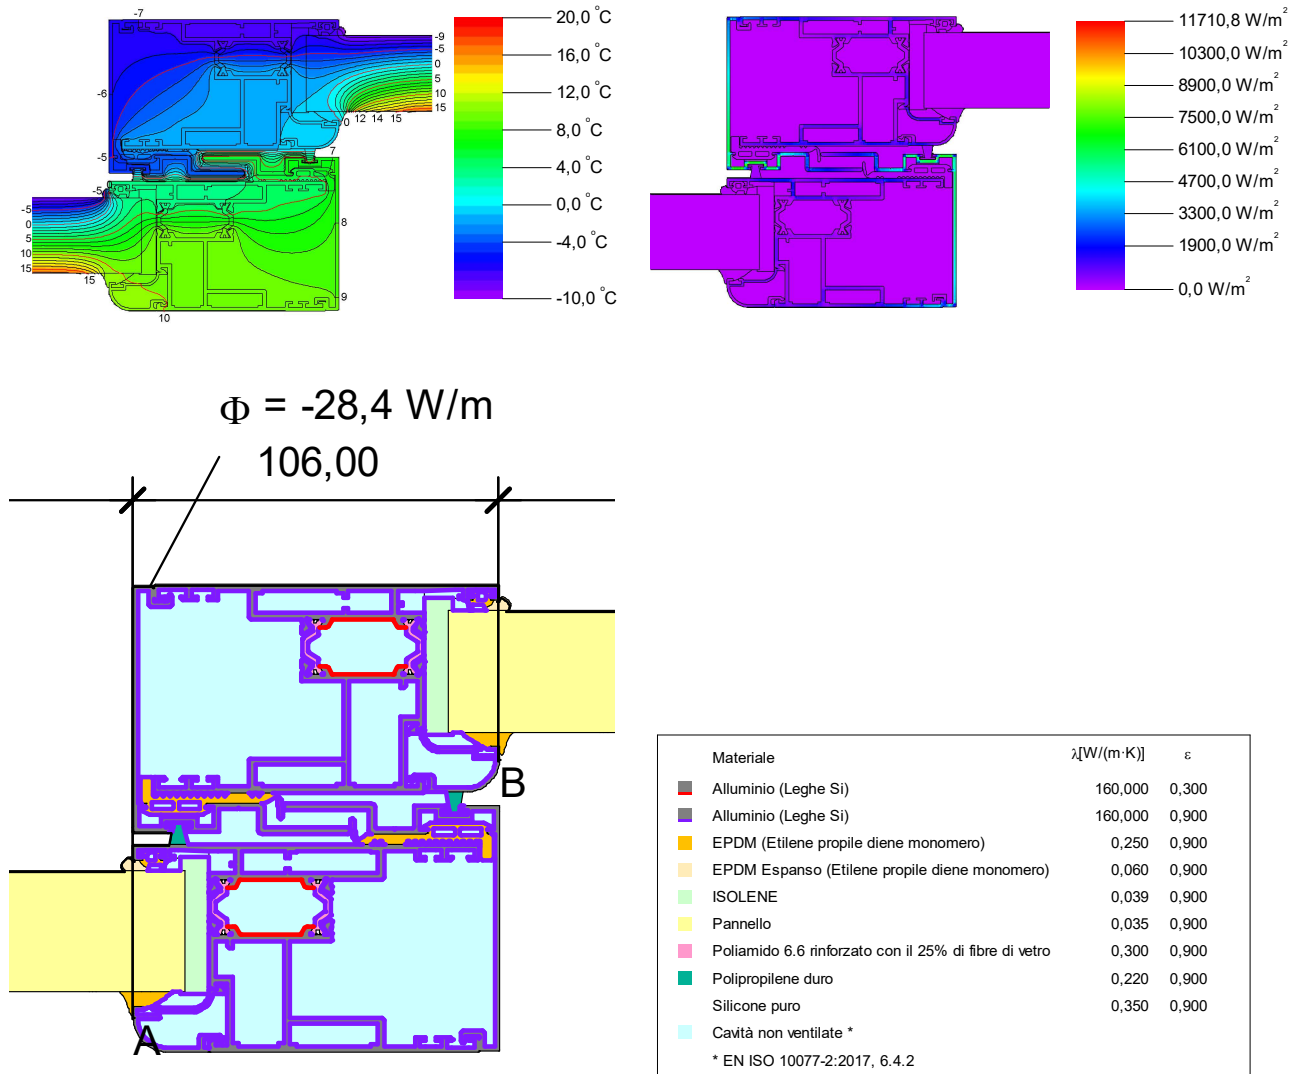 -7
-9
-5
0
5
10
15
-6
0 12 14 15
-5
7
-5
-5
0
5
10
15
15
8
9
10
20,0 °C
16,0 °C
12,0 °C
8,0 °C
4,0 °C
0,0 °C
-4,0 °C
-10,0 °C
11710,8 W/m²
10300,0 W/m²
8900,0 W/m²
7500,0 W/m²
6100,0 W/m²
4700,0 W/m²
3300,0 W/m²
1900,0 W/m²
0,0 W/m²
Φ = -28,4 W/m
106,00
B
A
Materiale λ[W/(m·K)] ε
Alluminio (Leghe Si) 160,000 0,300
Alluminio (Leghe Si) 160,000 0,900
EPDM (Etilene propile diene monomero) 0,250 0,900
EPDM Espanso (Etilene propile diene monomero) 0,060 0,900
ISOLENE 0,039 0,900
Pannello 0,035 0,900
Poliamido 6.6 rinforzato con il 25% di fibre di vetro 0,300 0,900
Polipropilene duro 0,220 0,900
Silicone puro 0,350 0,900
Cavità non ventilate *
* EN ISO 10077-2:2017, 6.4.2